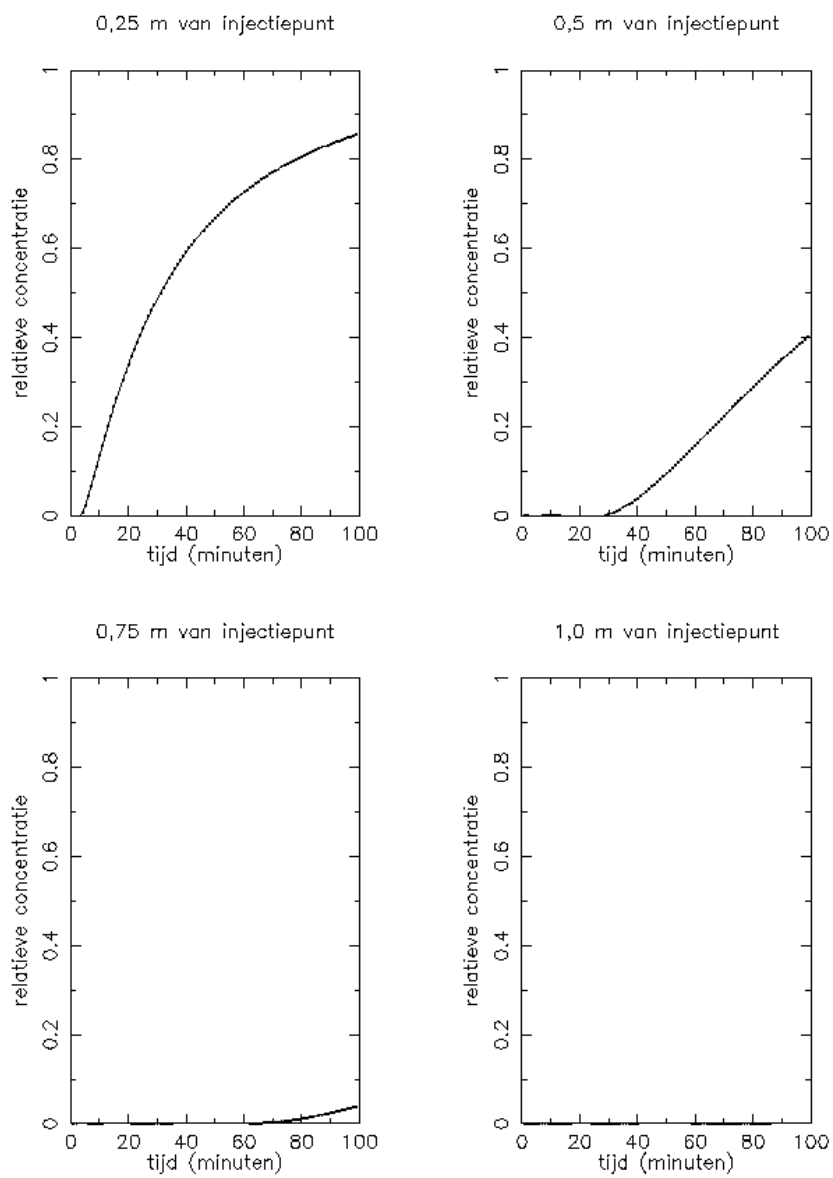 0,25 m van injectiepunt
relatieve concentratie
1
0.8
0.6
0.4
0.2
0
0 20 40 60 80 100
tijd (minuten)
0,5 m van injectiepunt
relatieve concentratie
1
0.8
0.6
0.4
0.2
0
0 20 40 60 80 100
tijd (minuten)
0,75 m van injectiepunt
relatieve concentratie
1
0.8
0.6
0.4
0.2
0
0 20 40 60 80 100
tijd (minuten)
1,0 m van injectiepunt
relatieve concentratie
1
0.8
0.6
0.4
0.2
0
0 20 40 60 80 100
tijd (minuten)